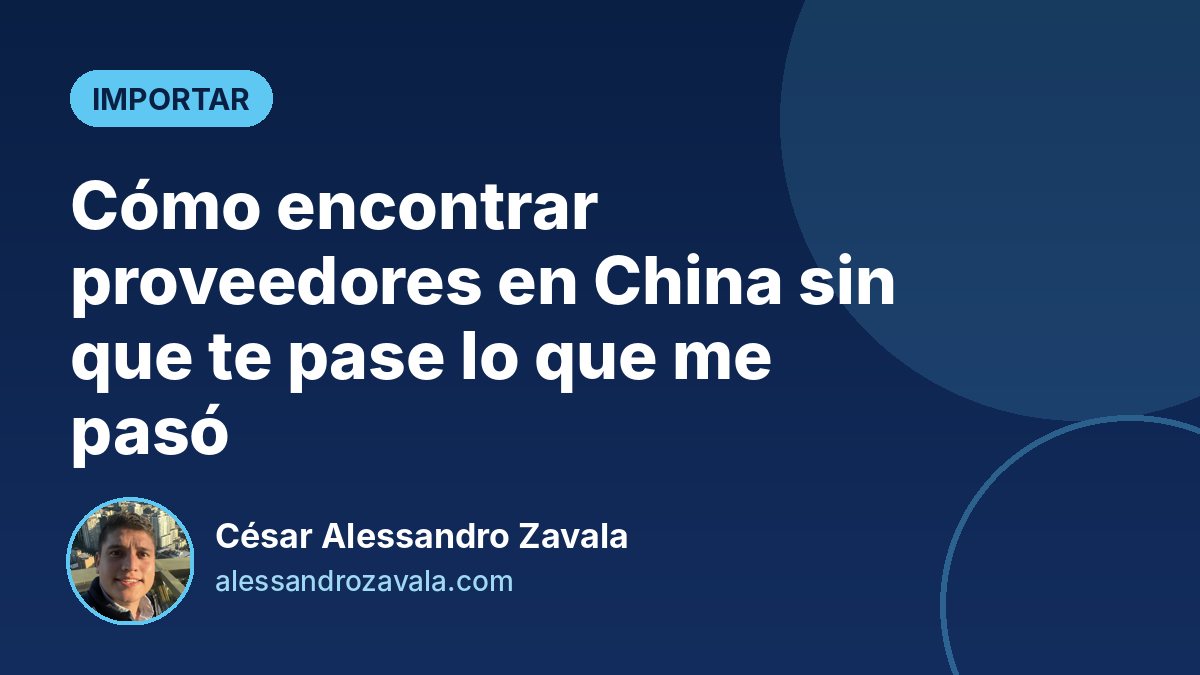 IMPORTAR
Cómo encontrar
proveedores en China sin
que te pase lo que me
pasó
César Alessandro Zavala
alessandrozavala.com